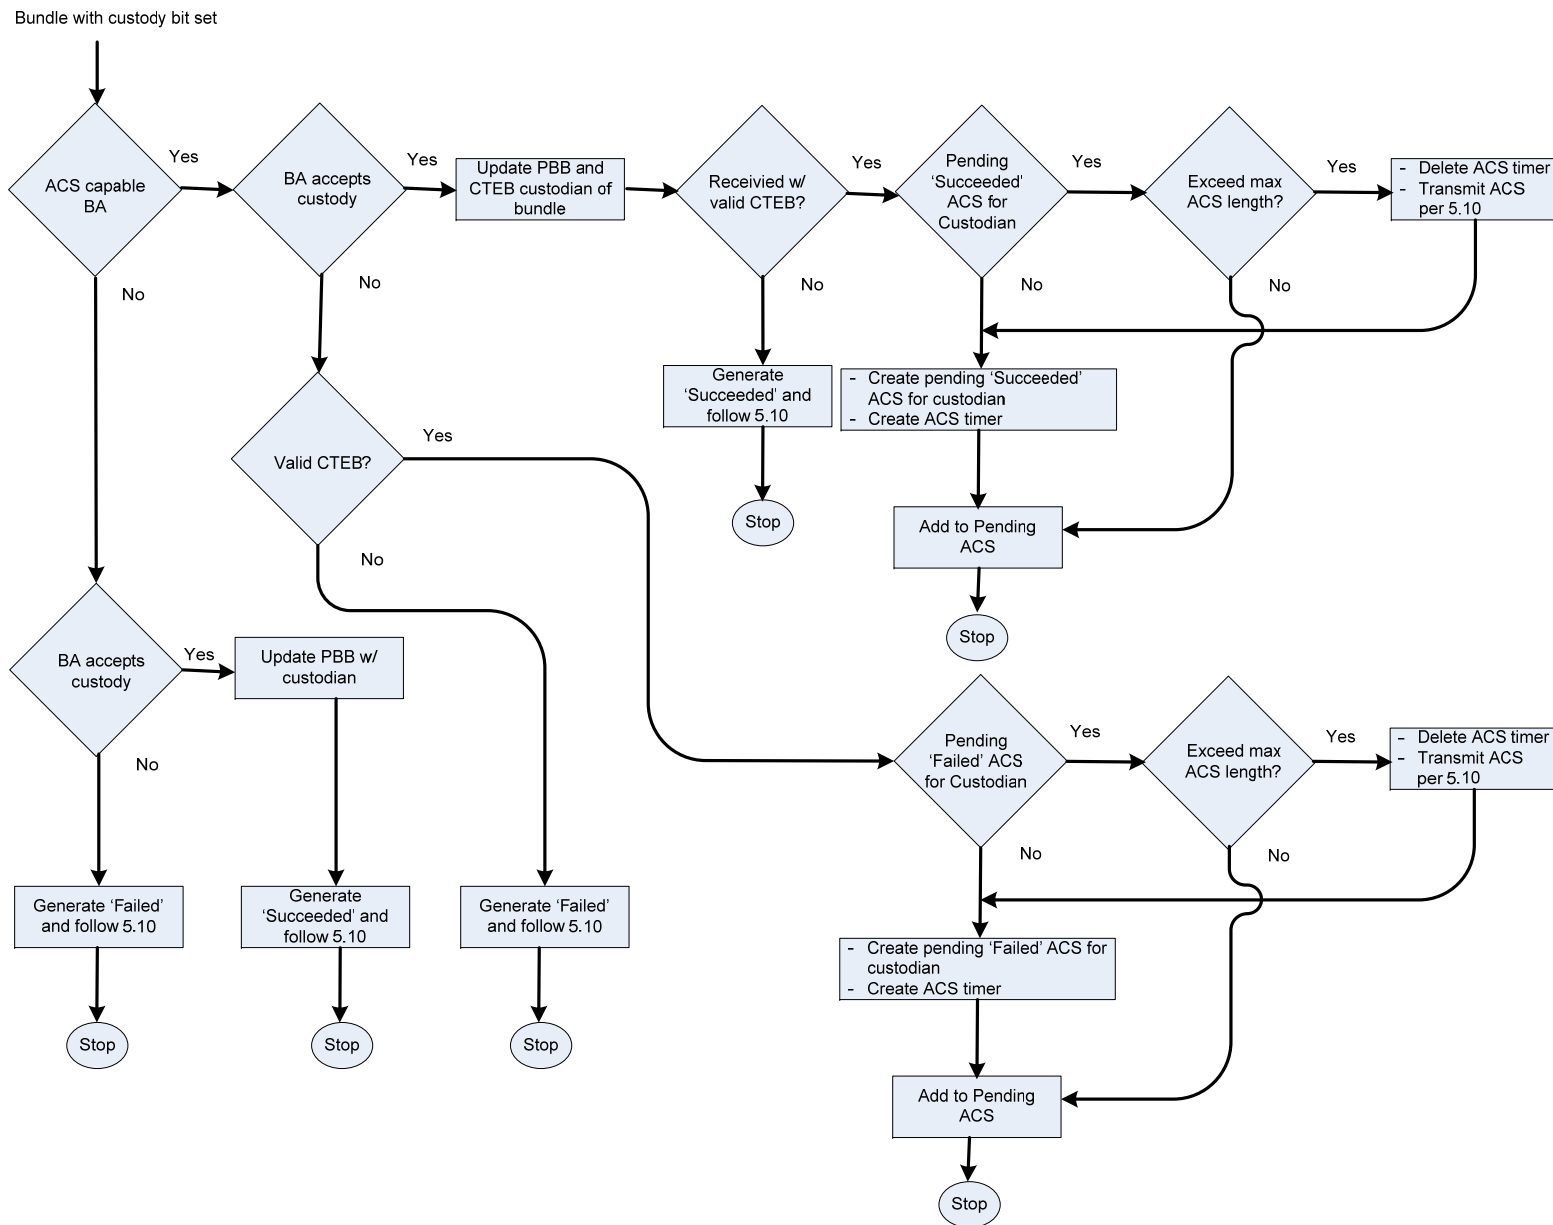 Bundle with custody bit set
ACS capable
BA
Yes
No
BA accepts
custody
Yes
No
Update PBB and
CTEB custodian of
bundle
Receivied w/
valid CTEB?
Yes
No
Pending
‘Succeeded’
ACS for
Custodian
Yes
No
Exceed max
ACS length?
Yes
No
- Delete ACS timer
- Transmit ACS
per 5.10
Generate
‘Succeeded’ and
follow 5.10
Stop
- Create pending ‘Succeeded’
ACS for custodian
- Create ACS timer
Add to Pending
ACS
Stop
Valid CTEB?
Yes
No
BA accepts
custody
Yes
No
Update PBB w/
custodian
Generate ‘Failed’
and follow 5.10
Stop
Generate
‘Succeeded’ and
follow 5.10
Stop
Generate ‘Failed’
and follow 5.10
Stop
Pending
‘Failed’ ACS
for Custodian
Yes
No
Exceed max
ACS length?
Yes
No
- Delete ACS timer
- Transmit ACS
per 5.10
- Create pending ‘Failed’ ACS for
custodian
- Create ACS timer
Add to Pending
ACS
Stop